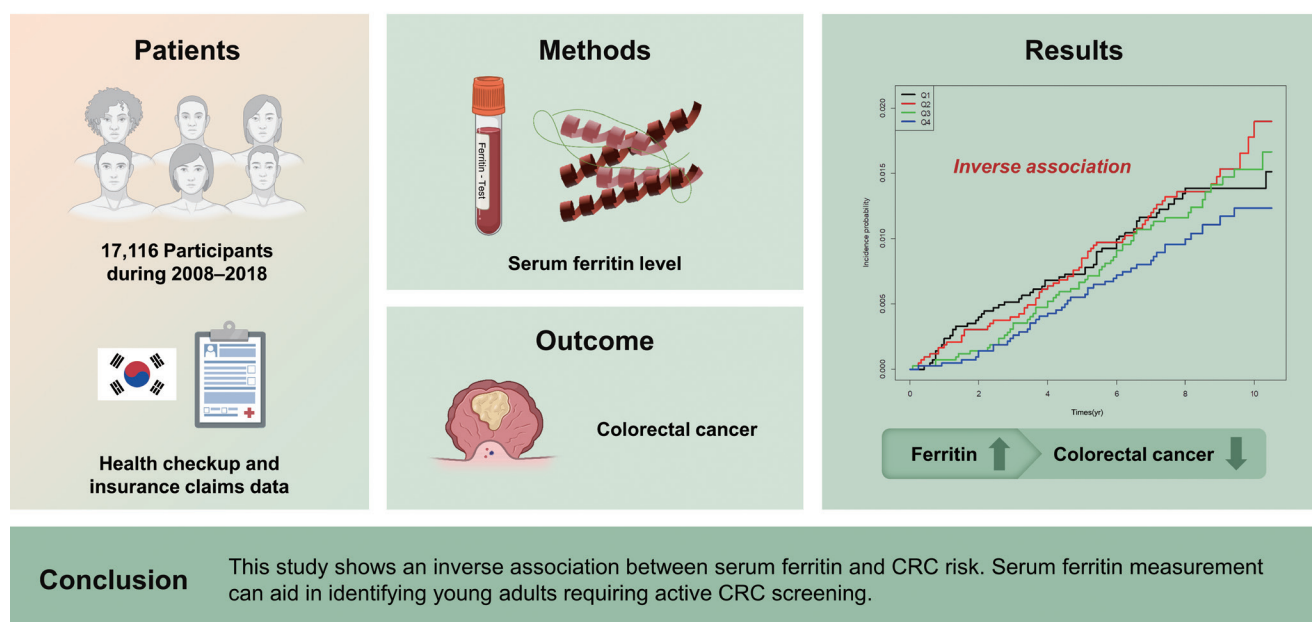 Patients
17,116 Participants
during 2008–2018
Health checkup and
insurance claims data
Methods
Ferritin - Test
Serum ferritin level
Outcome
Colorectal cancer
Results
Q1
Q2
Q3
Q4
Inverse association
Incidence probability
0.020
0.015
0.010
0.005
0.000
0 2 4 6 8 10
Times(yr)
Ferritin
Colorectal cancer
Conclusion
This study shows an inverse association between serum ferritin and CRC risk. Serum ferritin measurement
can aid in identifying young adults requiring active CRC screening.